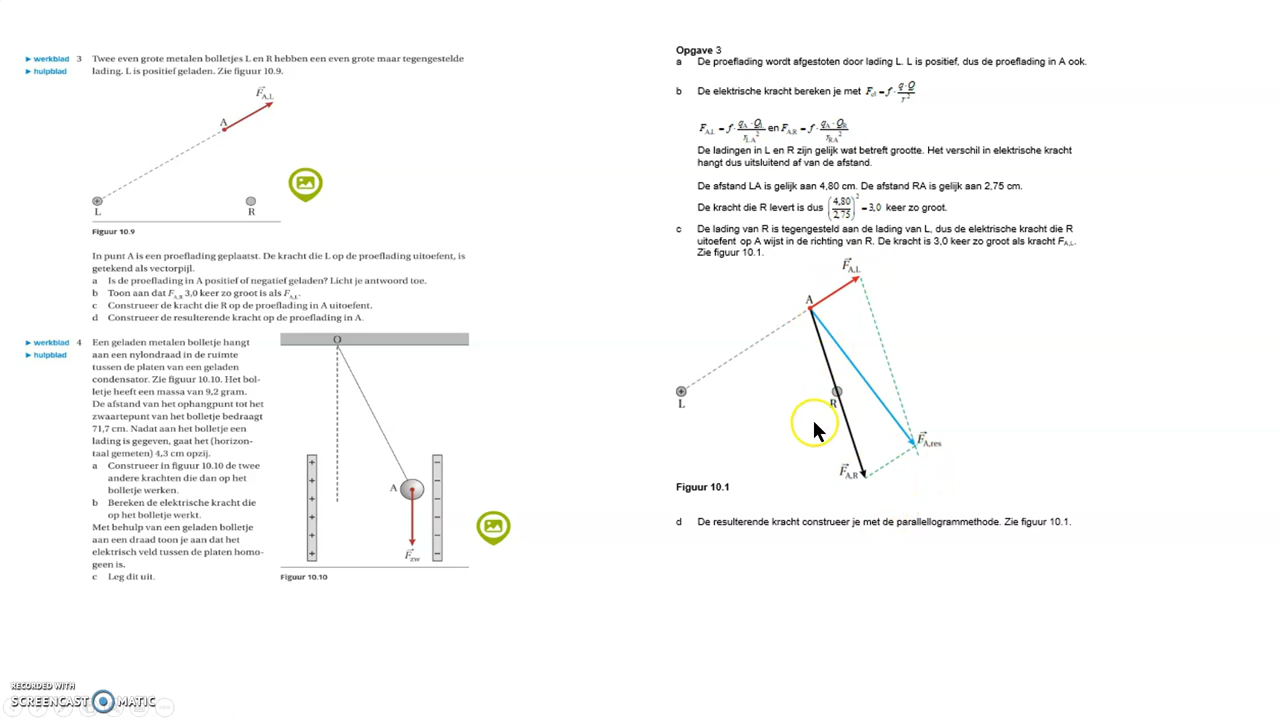 ▶ werkblad 3 Twee even grote metalen bolletjes L en R hebben een even grote maar tegengestelde
▶ hulpblad lading. L is positief geladen. Zie figuur 10.9.
F⃗A,L
A
L
R
Figuur 10.9
In punt A is een proeflading geplaatst. De kracht die L op de proeflading uitoefent, is
getekend als vectorpijl.
a Is de proeflading in A positief of negatief geladen? Licht je antwoord toe.
b Toon aan dat FA,R 3,0 keer zo groot is als FA,L.
c Construeer de kracht die R op de proeflading in A uitoefent.
d Construeer de resulterende kracht op de proeflading in A.
▶ werkblad 4 Een geladen metalen bolletje hangt
▶ hulpblad aan een nylondraad in de ruimte
tussen de platen van een geladen
condensator. Zie figuur 10.10. Het bol-
letje heeft een massa van 9,2 gram.
De afstand van het ophangpunt tot het
zwaartepunt van het bolletje bedraagt
71,7 cm. Nadat aan het bolletje een
lading is gegeven, gaat het (horizon-
taal gemeten) 4,3 cm opzij.
a Construeer in figuur 10.10 de twee
andere krachten die dan op het
bolletje werken.
b Bereken de elektrische kracht die
op het bolletje werkt.
Met behulp van een geladen bolletje
aan een draad toon je aan dat het
elektrisch veld tussen de platen homo-
geen is.
c Leg dit uit.
O
A
F⃗zw
Figuur 10.10
Opgave 3
a De proeflading wordt afgestoten door lading L. L is positief, dus de proeflading in A ook.
b De elektrische kracht bereken je met Fel = f · q·Q/r²
FA,L = f · qA·QL/rLA² en FA,R = f · qA·QR/rRA²
De ladingen in L en R zijn gelijk wat betreft grootte. Het verschil in elektrische kracht
hangt dus uitsluitend af van de afstand.
De afstand LA is gelijk aan 4,80 cm. De afstand RA is gelijk aan 2,75 cm.
De kracht die R levert is dus (4,80/2,75)² = 3,0 keer zo groot.
c De lading van R is tegengesteld aan de lading van L, dus de elektrische kracht die R
uitoefent op A wijst in de richting van R. De kracht is 3,0 keer zo groot als kracht FA,L.
Zie figuur 10.1.
F⃗A,L
A
L
R
F⃗A,res
F⃗A,R
Figuur 10.1
d De resulterende kracht construeer je met de parallellogrammethode. Zie figuur 10.1.
RECORDED WITH
SCREENCAST MATIC